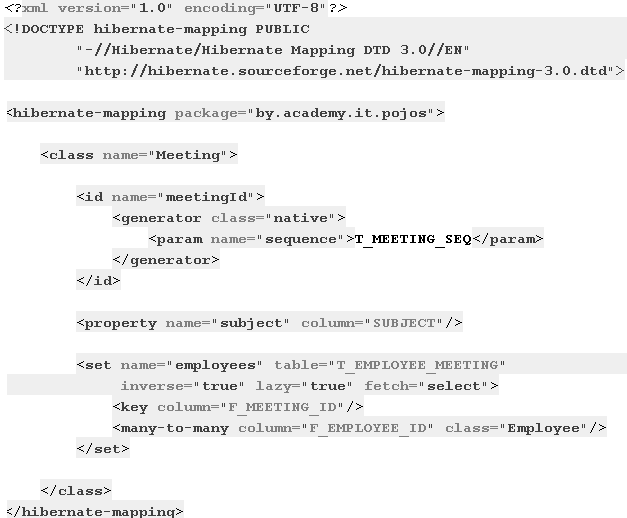 <?xml version="1.0" encoding="UTF-8"?>
<!DOCTYPE hibernate-mapping PUBLIC
        "-//Hibernate/Hibernate Mapping DTD 3.0//EN"
        "http://hibernate.sourceforge.net/hibernate-mapping-3.0.dtd">
<hibernate-mapping package="by.academy.it.pojos">
    <class name="Meeting">
        <id name="meetingId">
            <generator class="native">
                <param name="sequence">T_MEETING_SEQ</param>
            </generator>
        </id>
        <property name="subject" column="SUBJECT"/>
        <set name="employees" table="T_EMPLOYEE_MEETING"
             inverse="true" lazy="true" fetch="select">
            <key column="F_MEETING_ID"/>
            <many-to-many column="F_EMPLOYEE_ID" class="Employee"/>
        </set>
    </class>
</hibernate-mapping>